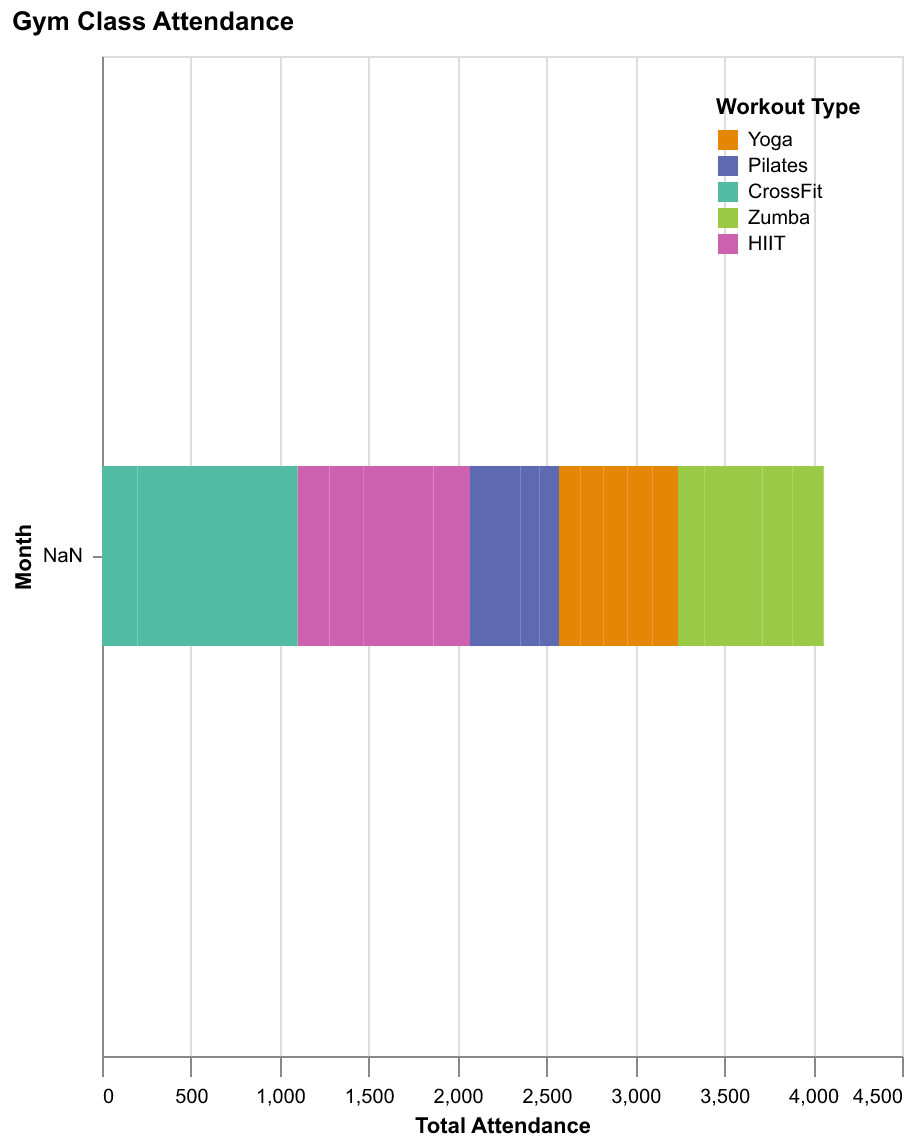 Gym Class Attendance
Workout Type
Yoga
Pilates
CrossFit
Zumba
HIIT
Month
NaN
0 500 1,000 1,500 2,000 2,500 3,000 3,500 4,000 4,500
Total Attendance